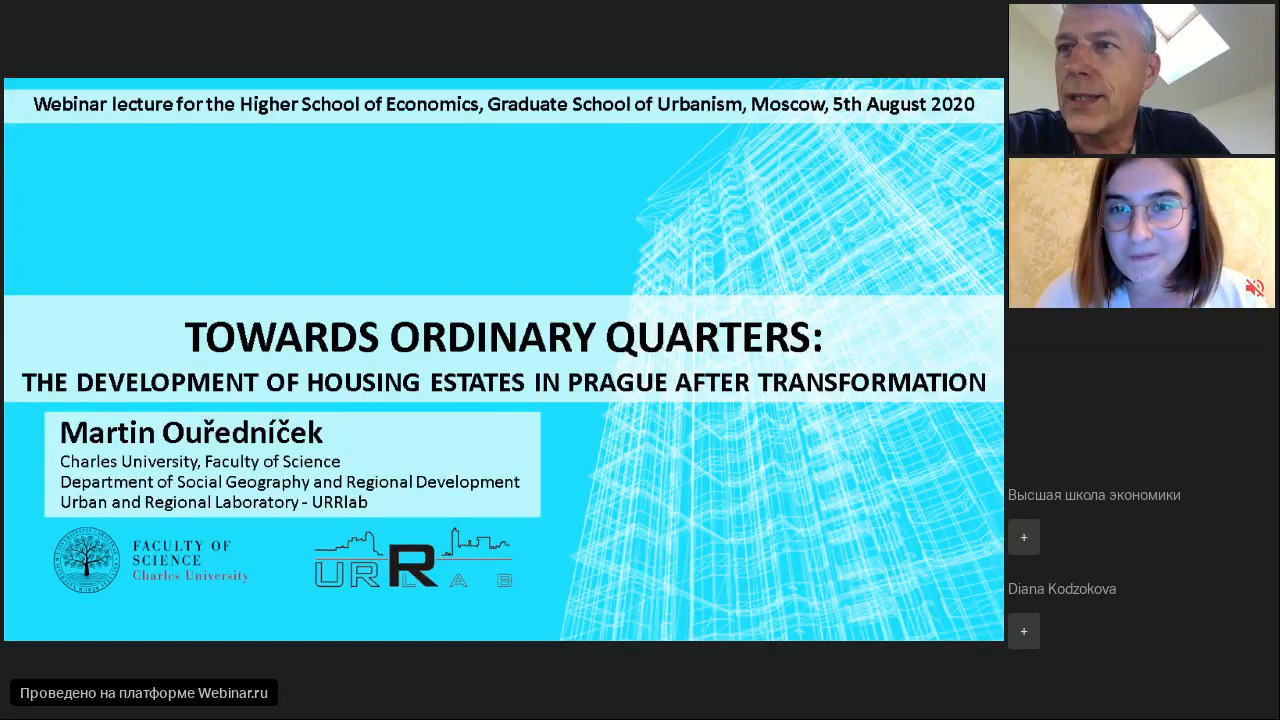 Webinar lecture for the Higher School of Economics, Graduate School of Urbanism, Moscow, 5th August 2020
TOWARDS ORDINARY QUARTERS:
THE DEVELOPMENT OF HOUSING ESTATES IN PRAGUE AFTER TRANSFORMATION
Martin Ouředníček
Charles University, Faculty of Science
Department of Social Geography and Regional Development
Urban and Regional Laboratory - URRlab
FACULTY OF
SCIENCE
Charles University
URRLAB
Высшая школа экономики
+
Diana Kodzokova
+
Проведено на платформе Webinar.ru